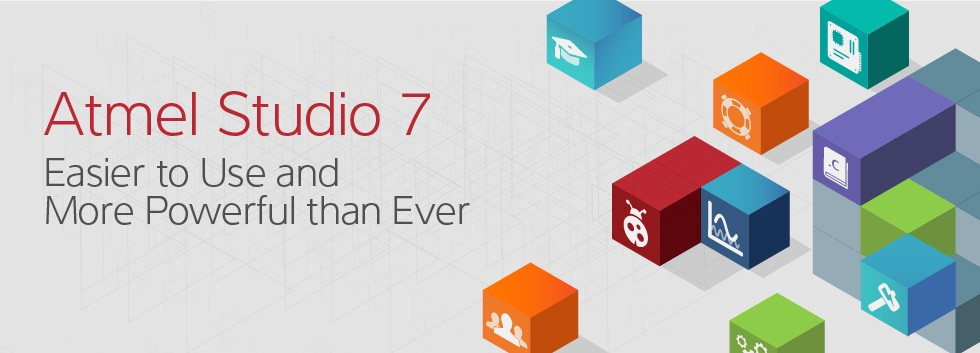 Atmel Studio 7
Easier to Use and
More Powerful than Ever
.C